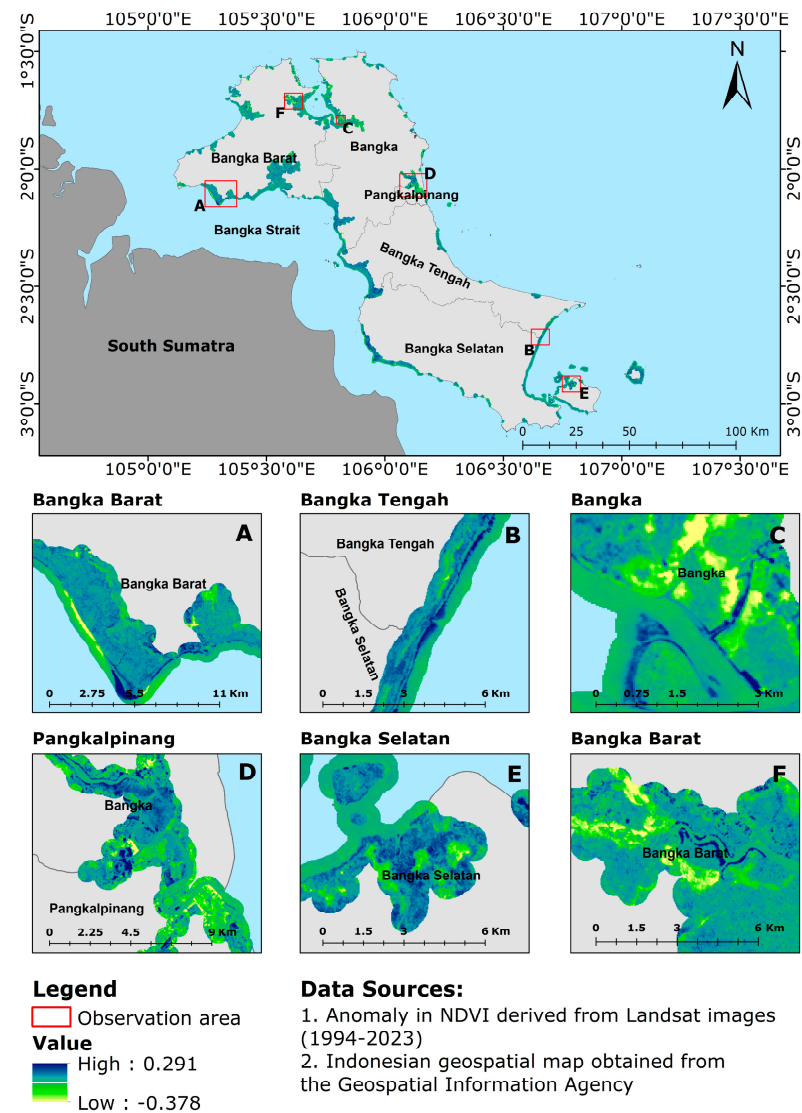 105°0'0"E 105°30'0"E 106°0'0"E 106°30'0"E 107°0'0"E 107°30'0"E
1°30'0"S
2°0'0"S
2°30'0"S
3°0'0"S
N
F
C
Bangka
Bangka Barat
D
Pangkalpinang
A
Bangka Strait
Bangka Tengah
South Sumatra
Bangka Selatan
B
E
0 25 50 100 Km
105°0'0"E 105°30'0"E 106°0'0"E 106°30'0"E 107°0'0"E 107°30'0"E
Bangka Barat
A
Bangka Barat
0 2.75 5.5 11 Km
Bangka Tengah
B
Bangka Tengah
Bangka Selatan
0 1.5 3 6 Km
Bangka
C
Bangka
0 0.75 1.5 3 Km
Pangkalpinang
D
Bangka
Pangkalpinang
0 2.25 4.5 9 Km
Bangka Selatan
E
Bangka Selatan
0 1.5 3 6 Km
Bangka Barat
F
Bangka Barat
0 1.5 3 6 Km
Legend
Observation area
Value
High : 0.291
Low : -0.378
Data Sources:
1. Anomaly in NDVI derived from Landsat images
(1994-2023)
2. Indonesian geospatial map obtained from
the Geospatial Information Agency